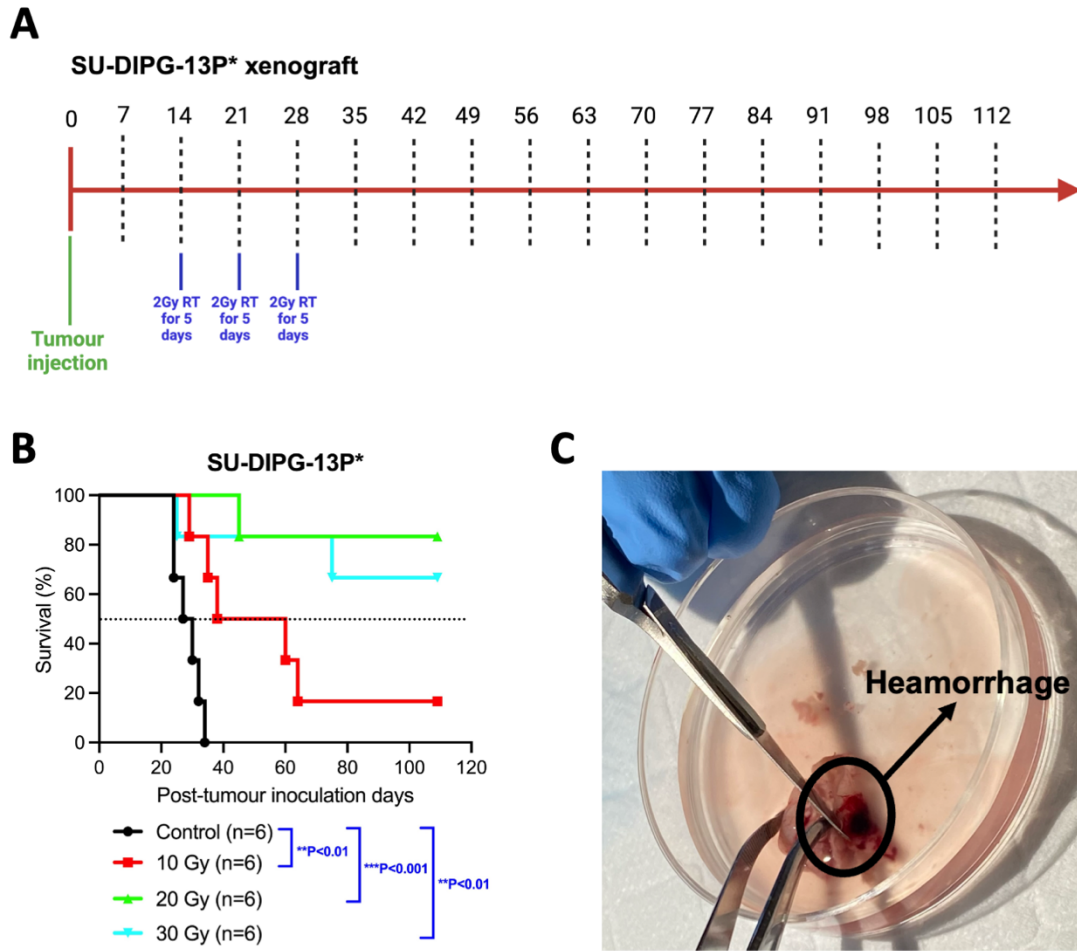 A
SU-DIPG-13P* xenograft
0 7 14 21 28 35 42 49 56 63 70 77 84 91 98 105 112
2Gy RT 2Gy RT 2Gy RT
for 5 for 5 for 5
days days days
Tumour
injection
B
SU-DIPG-13P*
100
80
60
40
20
0
Survival (%)
0 20 40 60 80 100 120
Post-tumour inoculation days
Control (n=6)
10 Gy (n=6)
20 Gy (n=6)
30 Gy (n=6)
**P<0.01
***P<0.001
**P<0.01
C
Heamorrhage